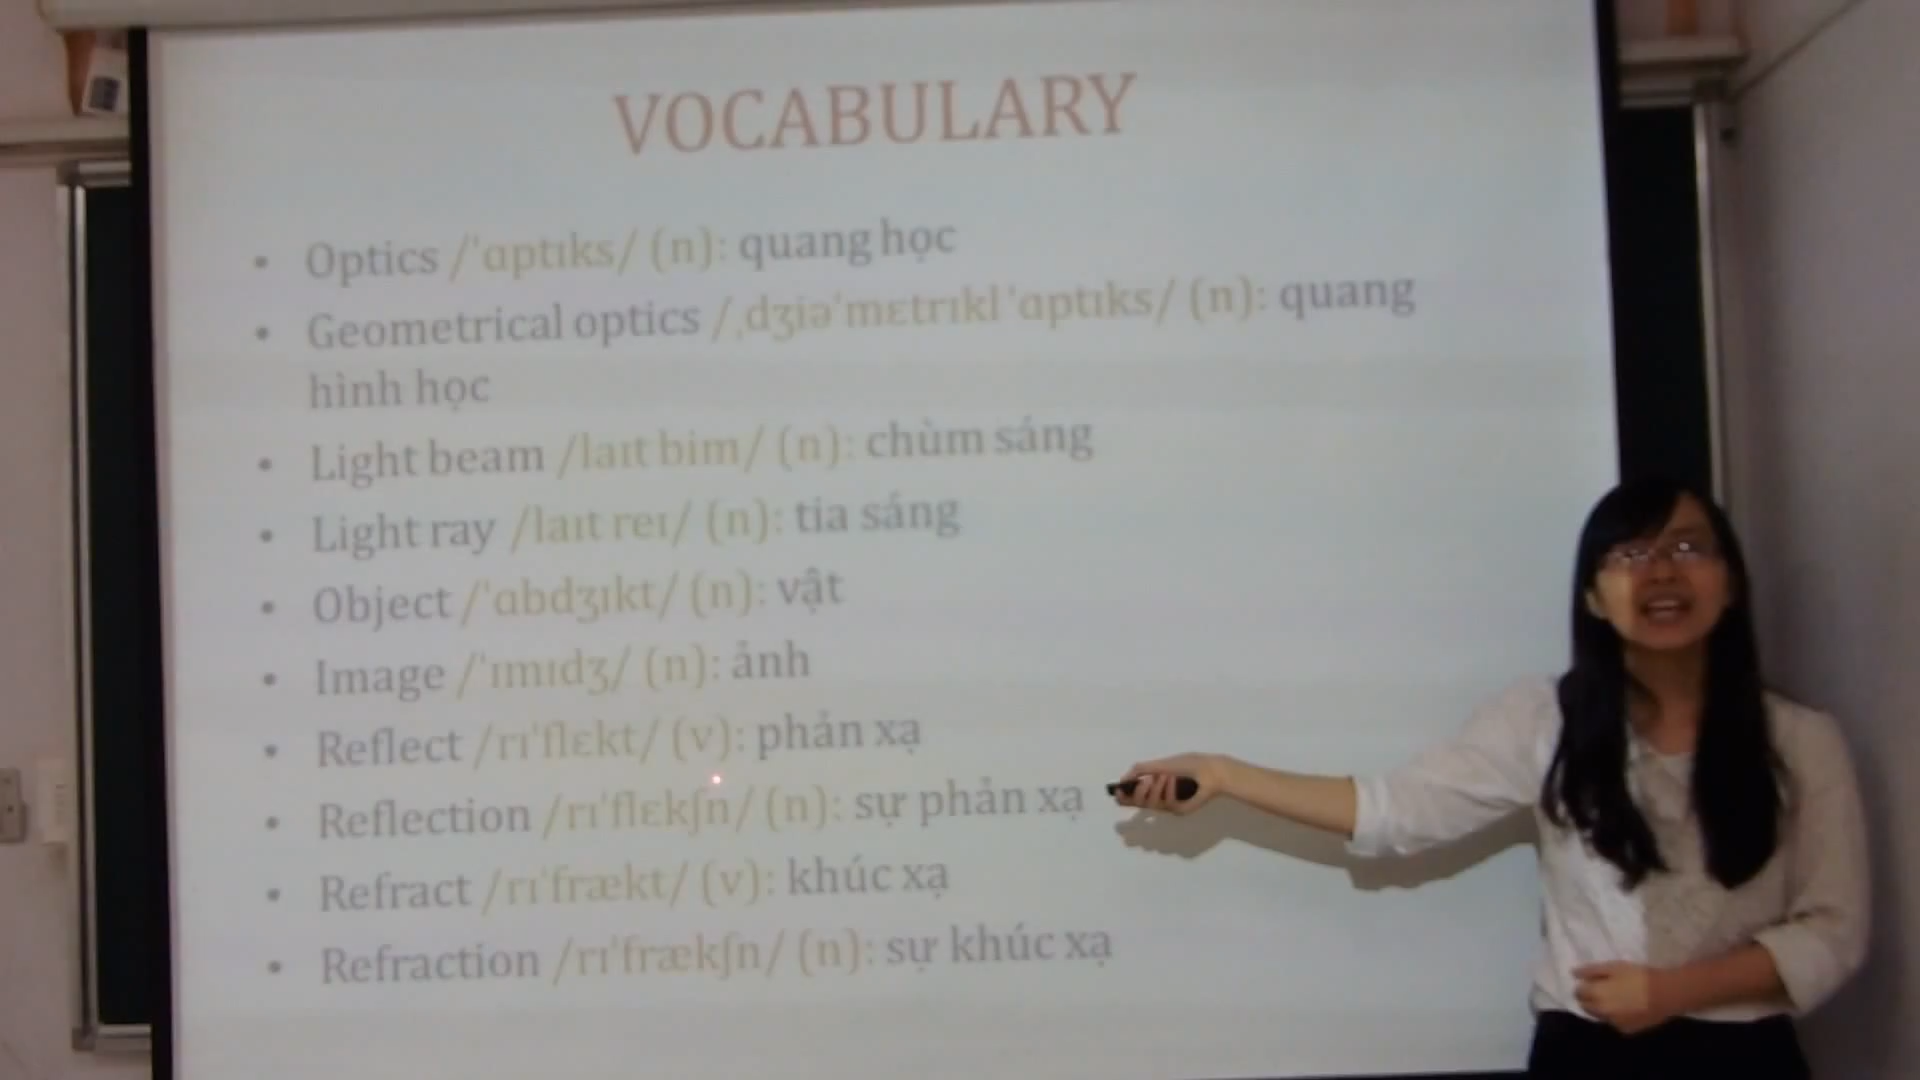 VOCABULARY
• Optics /ˈɑptɪks/ (n): quang học
• Geometrical optics /ˌdʒiəˈmɛtrɪkl ˈɑptɪks/ (n): quang
hình học
• Light beam /laɪt bim/ (n): chùm sáng
• Light ray /laɪt reɪ/ (n): tia sáng
• Object /ˈɑbdʒɪkt/ (n): vật
• Image /ˈɪmɪdʒ/ (n): ảnh
• Reflect /rɪˈflɛkt/ (v): phản xạ
• Reflection /rɪˈflɛkʃn/ (n): sự phản xạ
• Refract /rɪˈfrækt/ (v): khúc xạ
• Refraction /rɪˈfrækʃn/ (n): sự khúc xạ